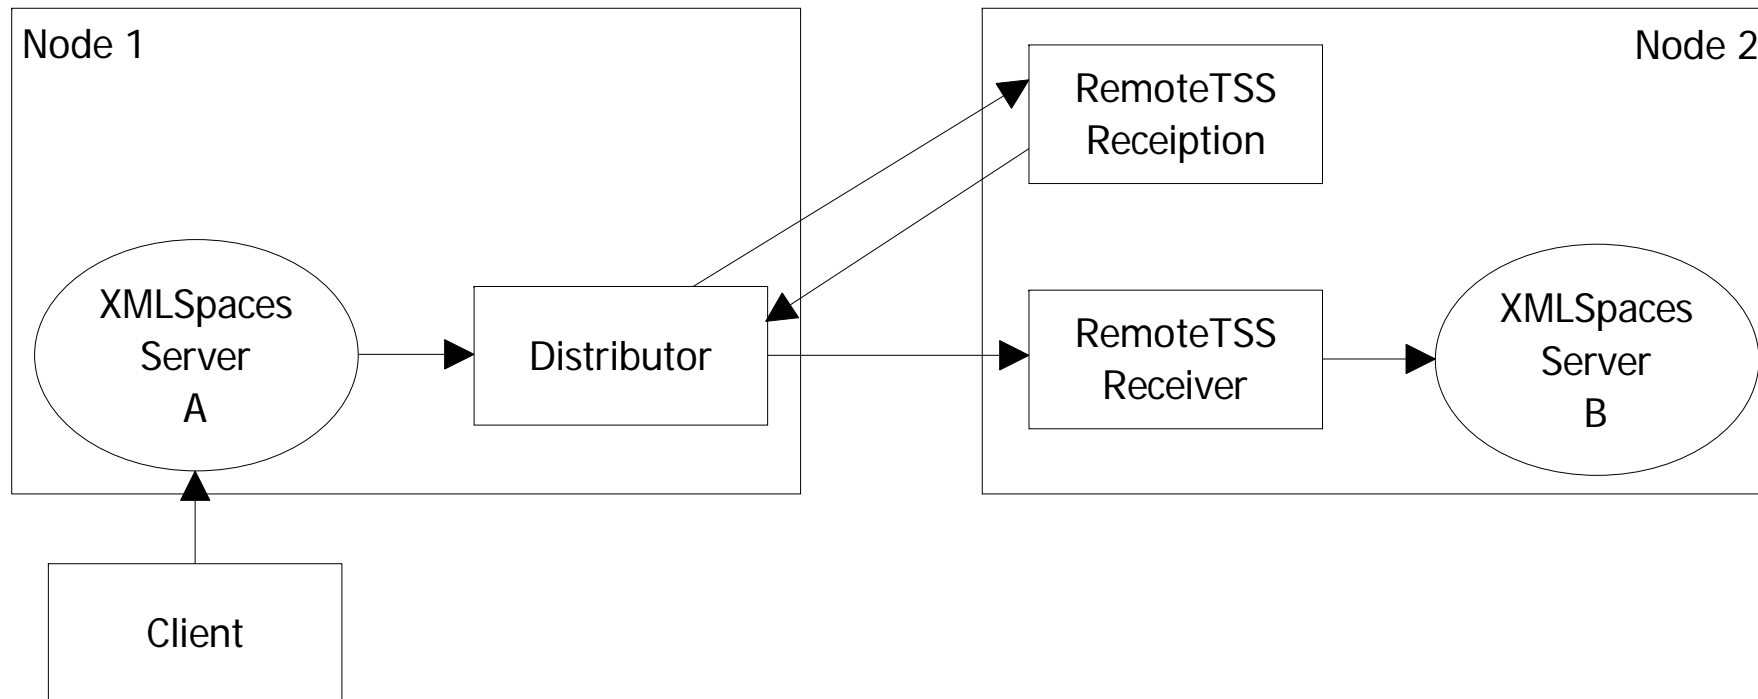 Node 1
Node 2
RemoteTSS
Receiption
XMLSpaces
Server
A
Distributor
RemoteTSS
Receiver
XMLSpaces
Server
B
Client